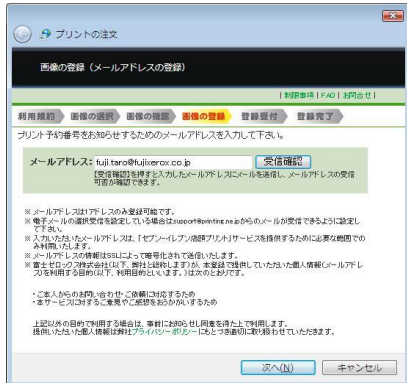 プリントの注文
画像の登録（メールアドレスの登録）
| 制限事項 | FAQ | お問合せ |
利用規約 画像の選択 画像の確認 画像の登録 登録受付 登録完了
プリント予約番号をお知らせするためのメールアドレスを入力して下さい。
メールアドレス: fuji.taro@fujixerox.co.jp 受信確認
【受信確認】を押すと入力したメールアドレスにメールを送信し、メールアドレスの受信
可否が確認できます。
※ メールアドレスは1アドレスのみ登録可能です。
※ 電子メールの選択受信を設定している場合はsupport@printing.ne.jpからのメールが受信できるように設定し
て下さい。
※ 入力いただいたメールアドレスは、「セブン-イレブン店頭プリント」サービスを提供するために必要な範囲での
み利用いたします。
※ メールアドレスの情報はSSLによって暗号化されて送信いたします。
※ 富士ゼロックス株式会社(以下、弊社と称します)が、本登録で提供していただいた個人情報(メールアドレ
ス)を利用する目的(以下、利用目的といいます。)は次のとおりです。
・ご本人からのお問い合わせ・ご依頼に対応するため
・本サービスに対するご意見やご感想をおうかがいするため
上記以外の目的で利用する場合は、事前にお知らせし同意を得た上で利用します。
提供いただいた個人情報は弊社プライバシーポリシーにもとづき適切に取り扱わせていただきます。
次へ(N) キャンセル